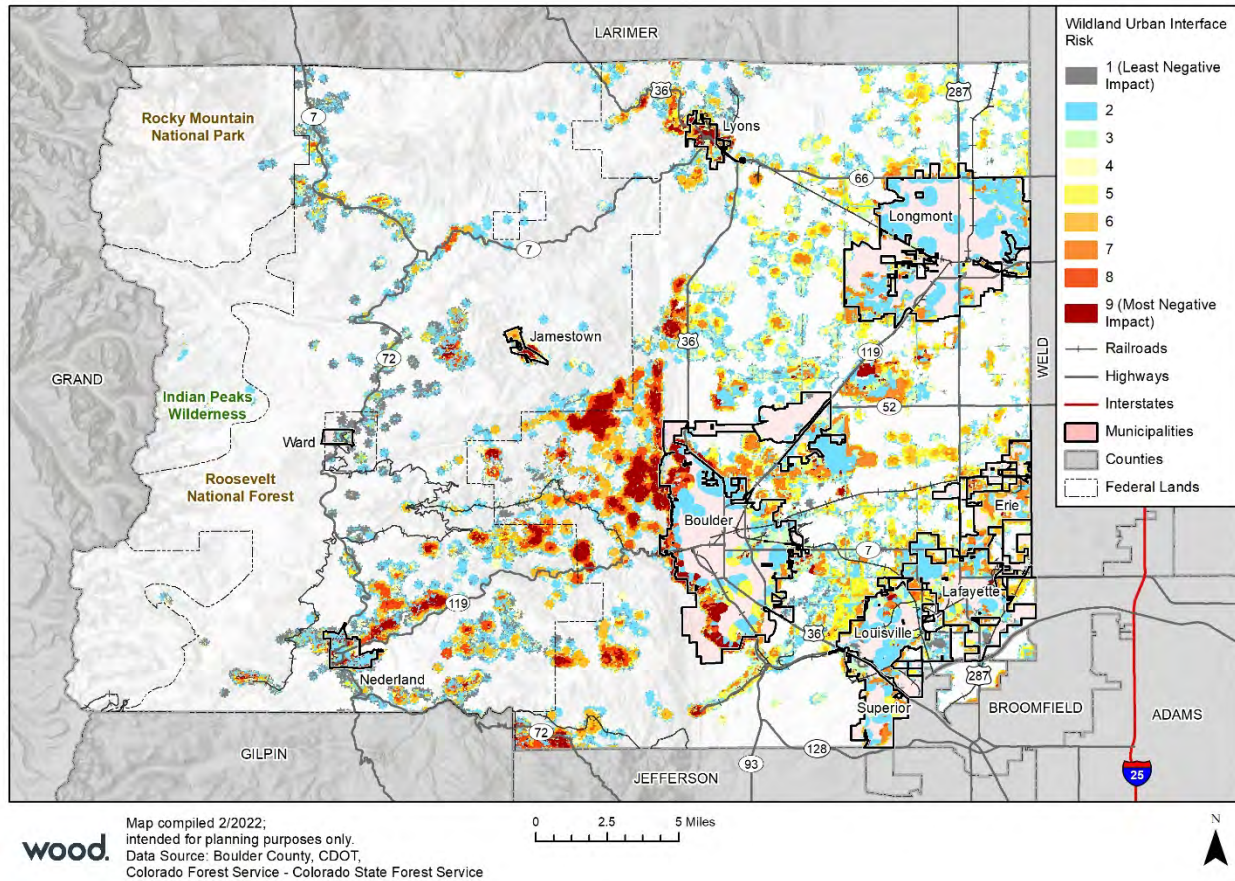 LARIMER
Rocky Mountain
National Park
7
36
Lyons
287
66
Longmont
7
Jamestown
36
72
119
WELD
GRAND
52
Indian Peaks
Wilderness
Ward
Roosevelt
National Forest
Boulder
Erie
7
119
Lafayette
36
Louisville
Nederland
287
Superior
BROOMFIELD
ADAMS
72
GILPIN
128
93
JEFFERSON
25
Wildland Urban Interface
Risk
1 (Least Negative
Impact)
2
3
4
5
6
7
8
9 (Most Negative
Impact)
Railroads
Highways
Interstates
Municipalities
Counties
Federal Lands
wood.
Map compiled 2/2022;
intended for planning purposes only.
Data Source: Boulder County, CDOT,
Colorado Forest Service - Colorado State Forest Service
0 2.5 5 Miles
N